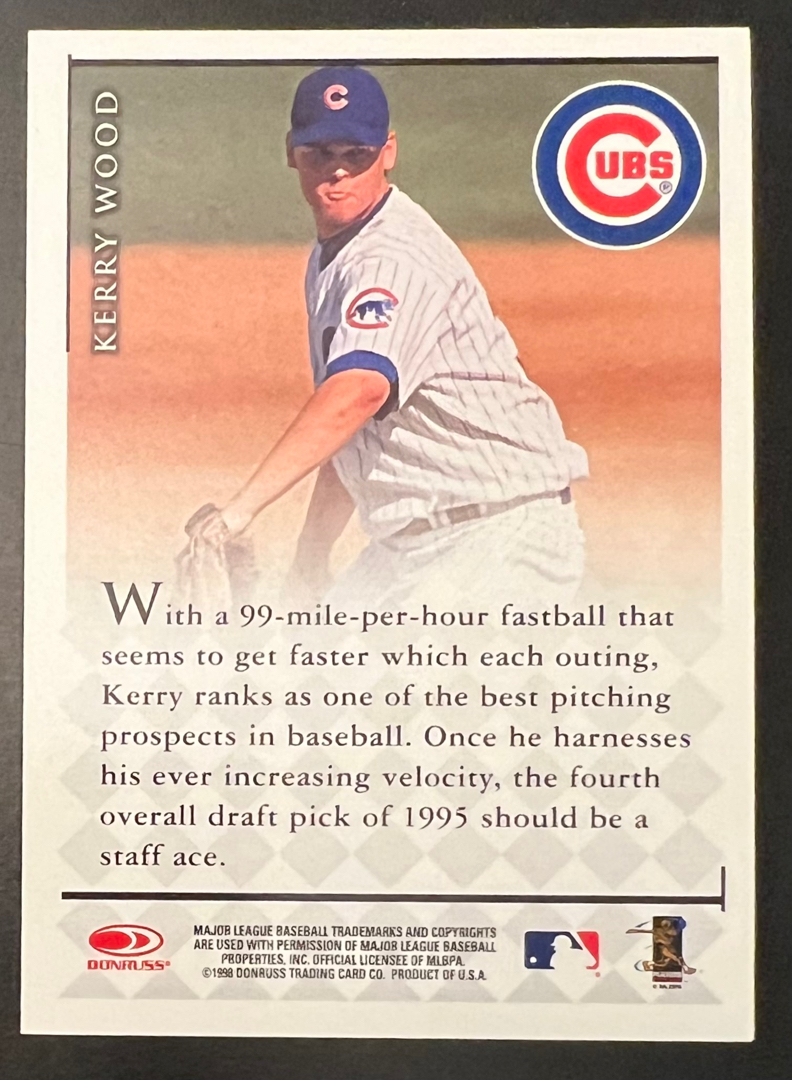 KERRY WOOD
C
CUBS
®
With a 99-mile-per-hour fastball that
seems to get faster which each outing,
Kerry ranks as one of the best pitching
prospects in baseball. Once he harnesses
his ever increasing velocity, the fourth
overall draft pick of 1995 should be a
staff ace.
DONRUSS®
MAJOR LEAGUE BASEBALL TRADEMARKS AND COPYRIGHTS
ARE USED WITH PERMISSION OF MAJOR LEAGUE BASEBALL
PROPERTIES, INC. OFFICIAL LICENSEE OF MLBPA.
©1998 DONRUSS TRADING CARD CO. PRODUCT OF U.S.A.